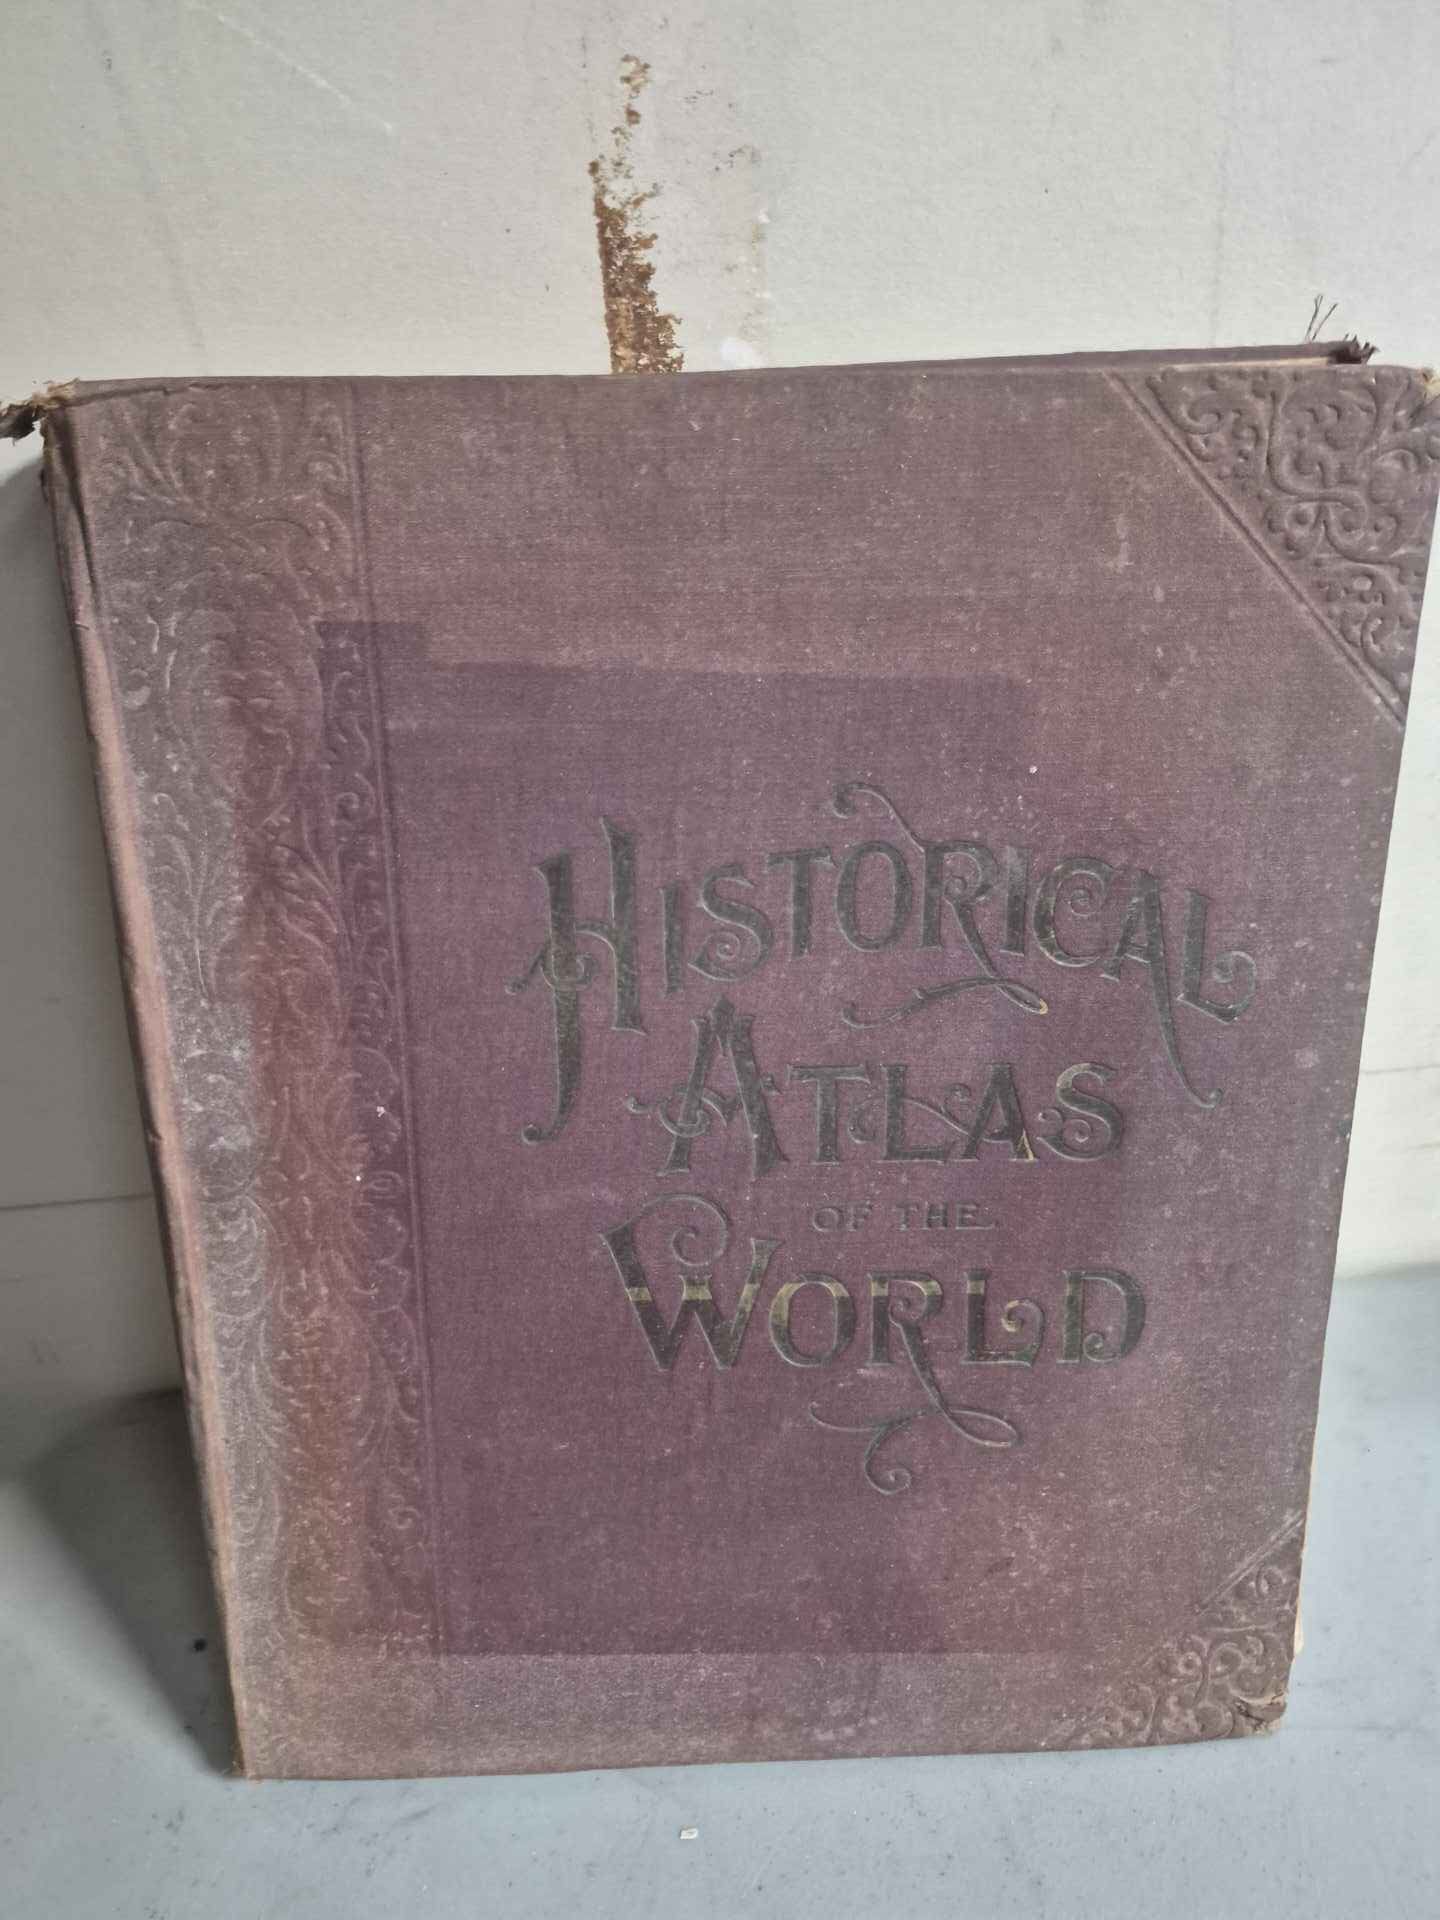 HISTORICAL
ATLAS
OF THE
WORLD